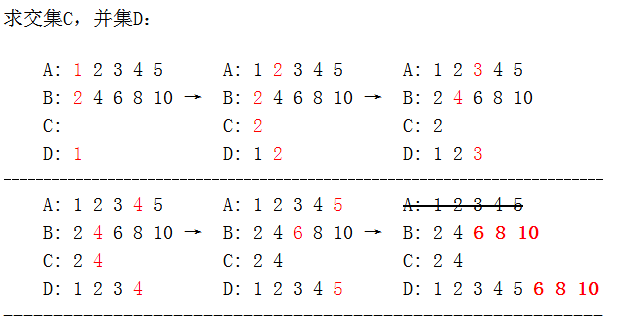 求交集C，并集D：
A: 1 2 3 4 5 A: 1 2 3 4 5 A: 1 2 3 4 5
B: 2 4 6 8 10 → B: 2 4 6 8 10 → B: 2 4 6 8 10
C: C: 2 C: 2
D: 1 D: 1 2 D: 1 2 3
A: 1 2 3 4 5 A: 1 2 3 4 5 A: 1 2 3 4 5
B: 2 4 6 8 10 → B: 2 4 6 8 10 → B: 2 4 6 8 10
C: 2 4 C: 2 4 C: 2 4
D: 1 2 3 4 D: 1 2 3 4 5 D: 1 2 3 4 5 6 8 10